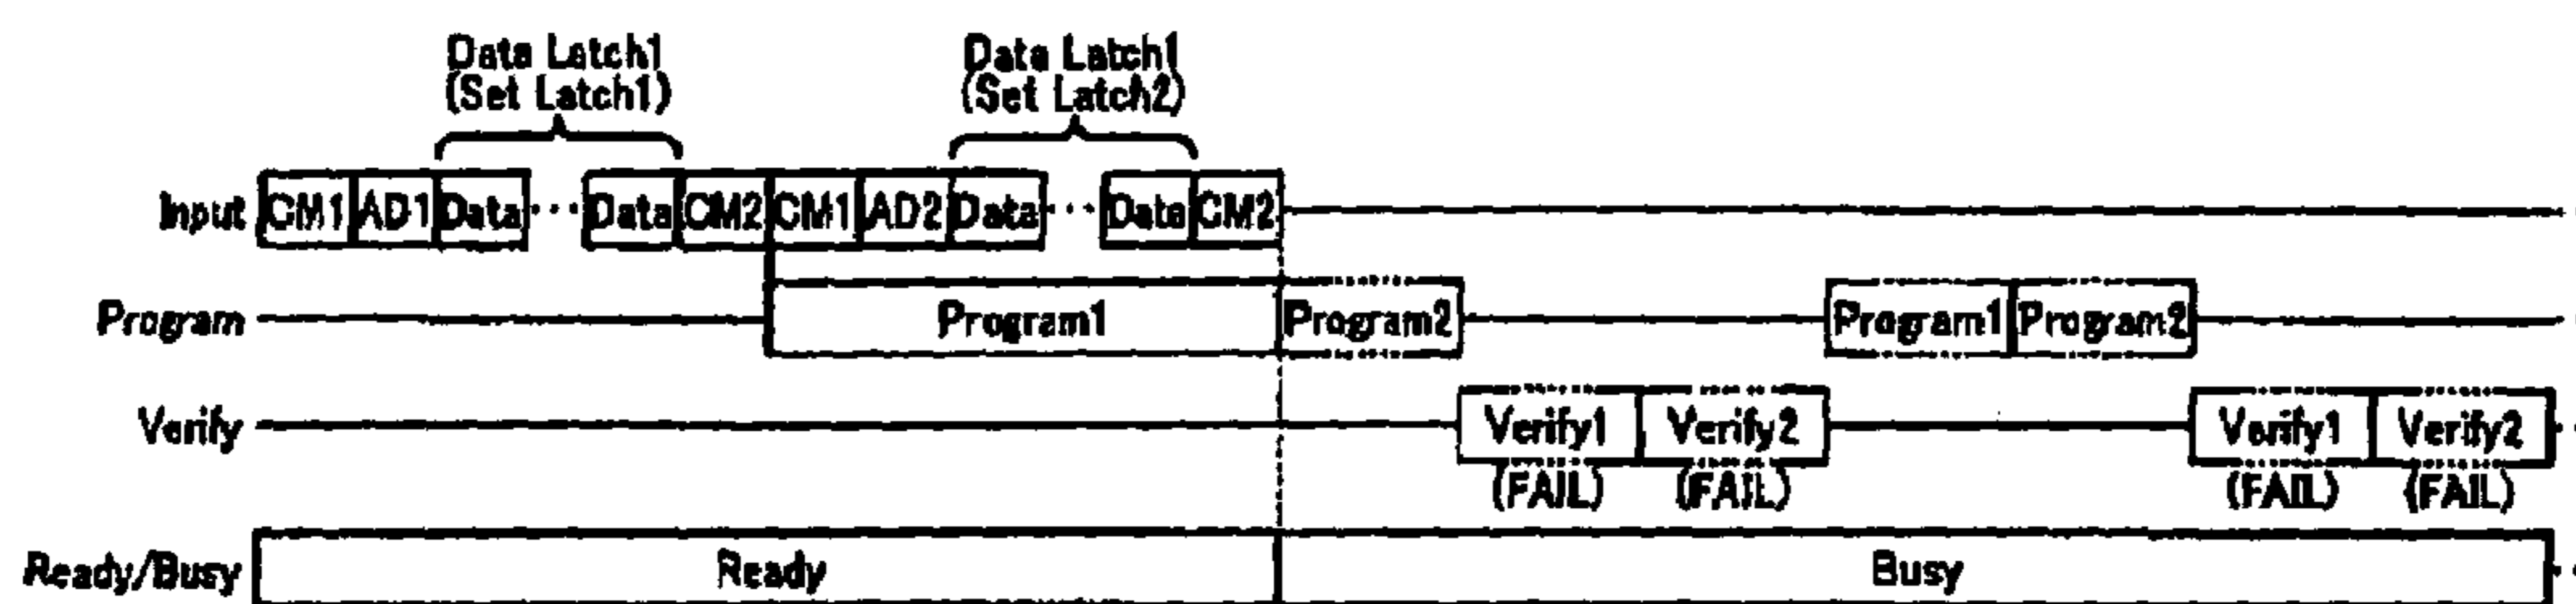 Data Latch1
(Set Latch1)
Data Latch1
(Set Latch2)
Input CM1 AD1 Data ··· Data CM2 CM1 AD2 Data ··· Data CM2
Program Program1 Program2 Program1 Program2
Verify Verify1 Verify2 Verify1 Verify2
(FAIL) (FAIL) (FAIL) (FAIL)
Ready/Busy Ready Busy